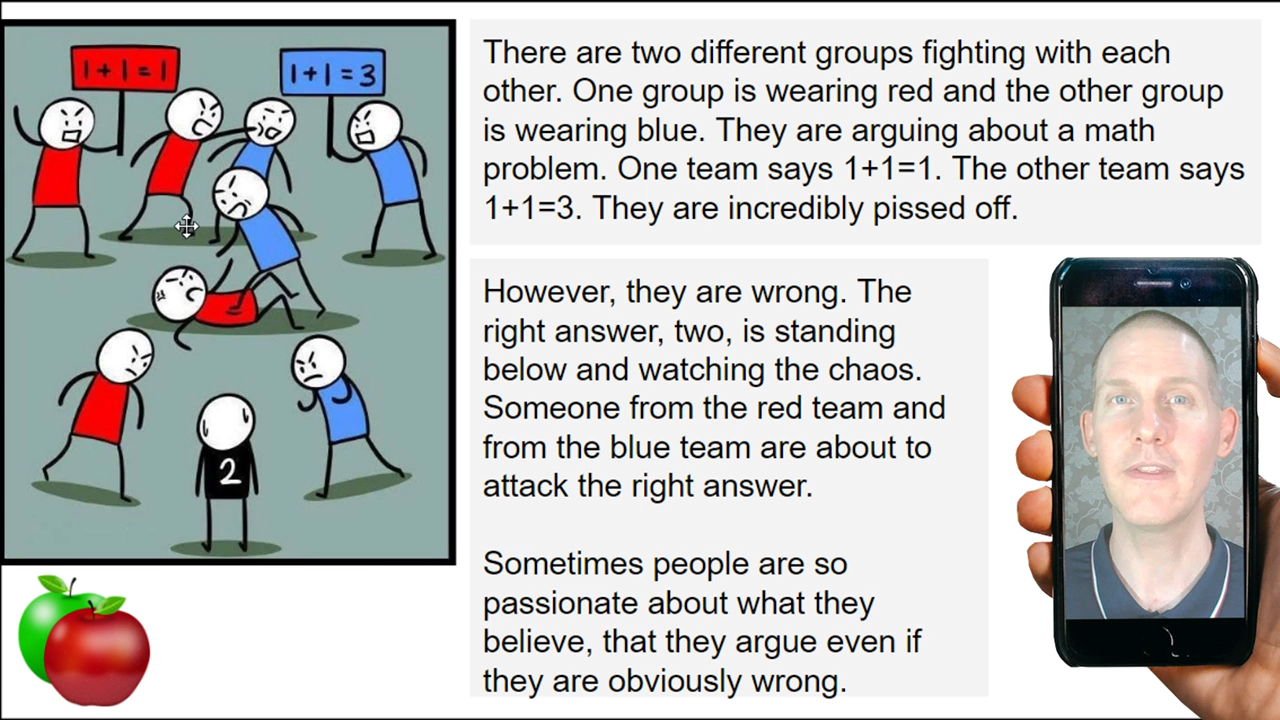 1+1=1
1+1=3
2
There are two different groups fighting with each
other. One group is wearing red and the other group
is wearing blue. They are arguing about a math
problem. One team says 1+1=1. The other team says
1+1=3. They are incredibly pissed off.
However, they are wrong. The
right answer, two, is standing
below and watching the chaos.
Someone from the red team and
from the blue team are about to
attack the right answer.
Sometimes people are so
passionate about what they
believe, that they argue even if
they are obviously wrong.